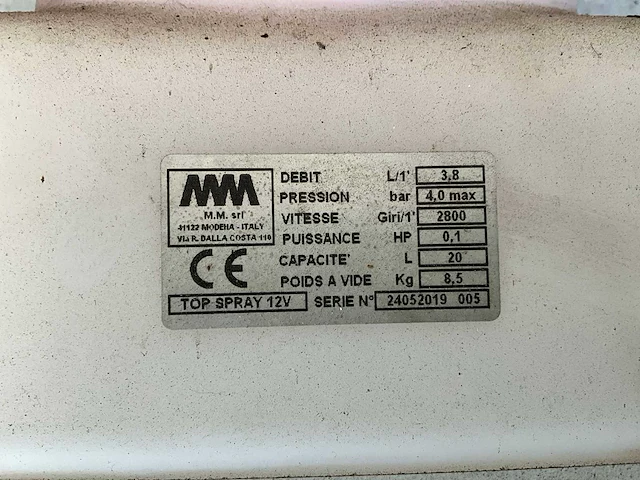 MM
M.M. srl
41122 MODENA - ITALY
VIA R. DALLA COSTA 110
CE
DEBIT L/1' 3,8
PRESSION bar 4,0 max
VITESSE Giri/1' 2800
PUISSANCE HP 0,1
CAPACITE' L 20
POIDS A VIDE Kg 8,5
TOP SPRAY 12V SERIE N° 24052019 005